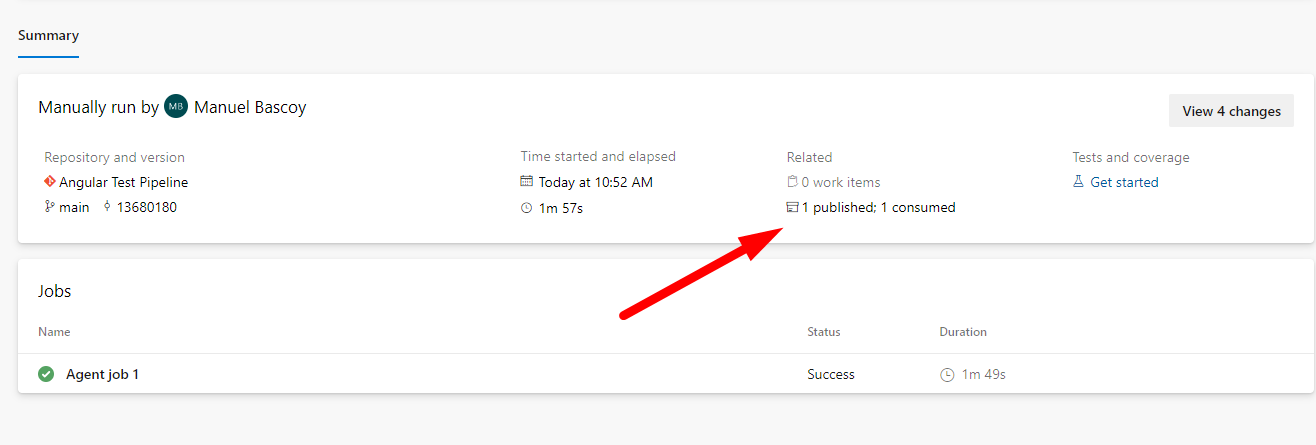 Summary
Manually run by MB Manuel Bascoy
View 4 changes
Repository and version
Angular Test Pipeline
main 13680180
Time started and elapsed
Today at 10:52 AM
1m 57s
Related
0 work items
1 published; 1 consumed
Tests and coverage
Get started
Jobs
Name Status Duration
Agent job 1 Success 1m 49s